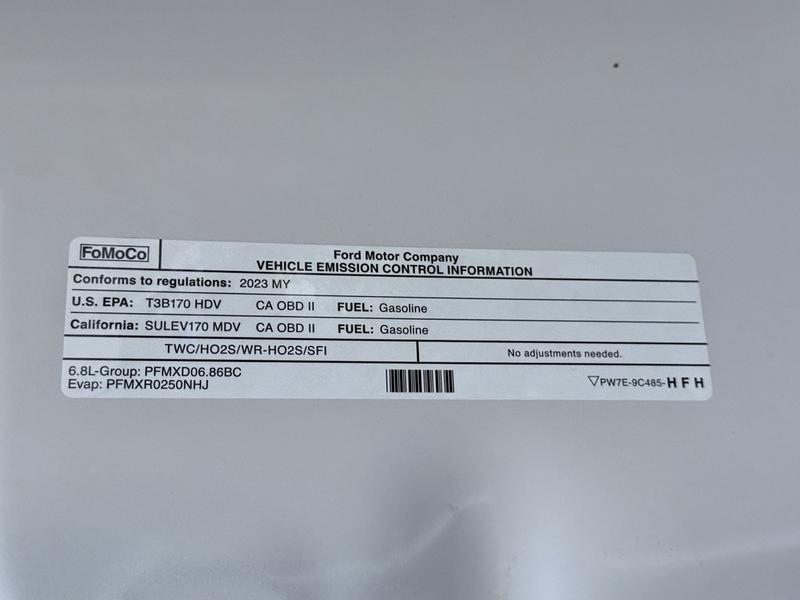 FoMoCo
Ford Motor Company
VEHICLE EMISSION CONTROL INFORMATION
Conforms to regulations: 2023 MY
U.S. EPA: T3B170 HDV CA OBD II FUEL: Gasoline
California: SULEV170 MDV CA OBD II FUEL: Gasoline
TWC/HO2S/WR-HO2S/SFI No adjustments needed.
6.8L-Group: PFMXD06.86BC
Evap: PFMXR0250NHJ
▽PW7E-9C485-H F H